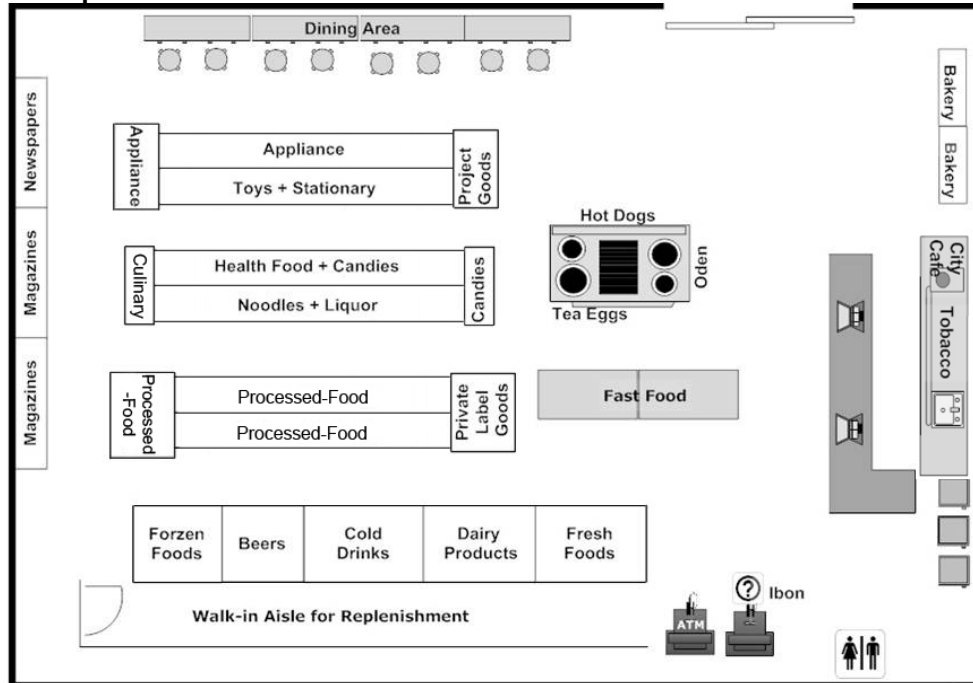 Dining Area
Newspapers
Magazines
Magazines
Appliance
Appliance
Toys + Stationary
Project
Goods
Culinary
Health Food + Candies
Noodles + Liquor
Candies
Processed
-Food
Processed-Food
Processed-Food
Private
Label
Goods
Hot Dogs
Oden
Tea Eggs
Fast Food
Bakery
Bakery
City
Cafe
Tobacco
Forzen
Foods
Beers
Cold
Drinks
Dairy
Products
Fresh
Foods
Walk-in Aisle for Replenishment
ATM
?
Ibon